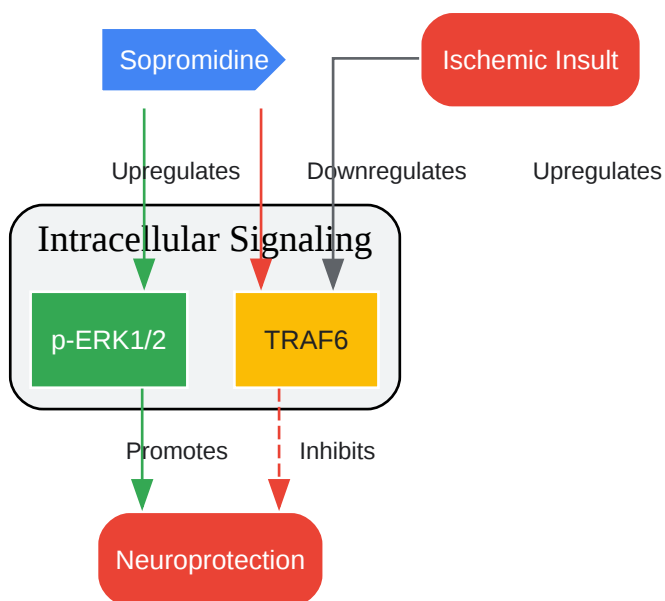 Sopromidine
Ischemic Insult
Upregulates
Downregulates
Upregulates
Intracellular Signaling
p-ERK1/2
TRAF6
Promotes
Inhibits
Neuroprotection